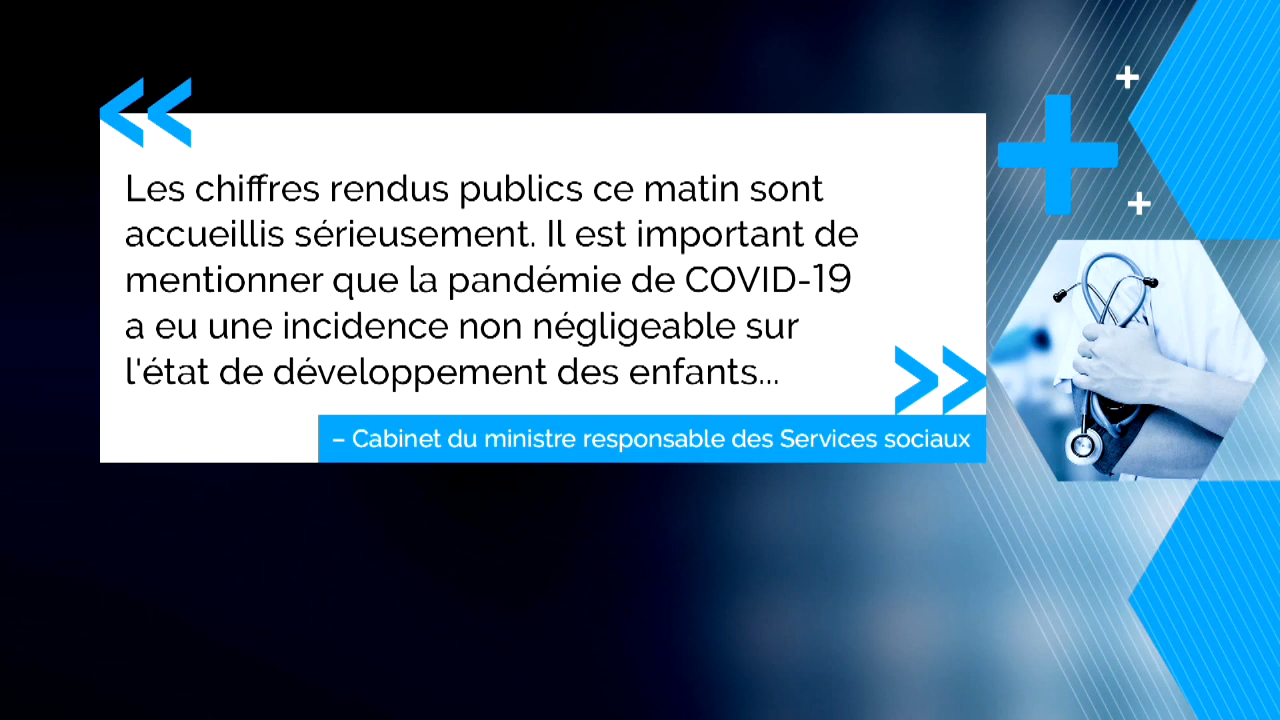 Les chiffres rendus publics ce matin sont
accueillis sérieusement. Il est important de
mentionner que la pandémie de COVID-19
a eu une incidence non négligeable sur
l'état de développement des enfants...
– Cabinet du ministre responsable des Services sociaux